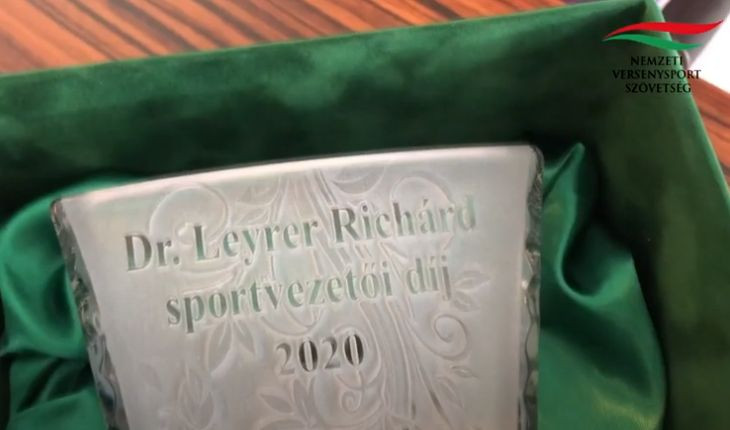 NEMZETI
VERSENYSPORT
SZÖVETSÉG
Dr. Leyrer Richárd
sportvezetői díj
2020